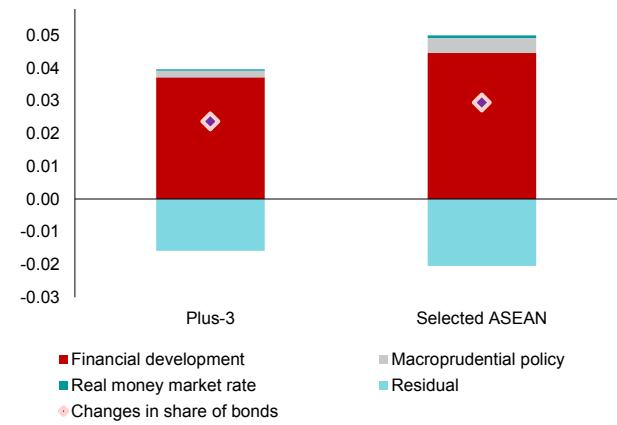 0.05
0.04
0.03
0.02
0.01
0.00
-0.01
-0.02
-0.03
Plus-3 Selected ASEAN
Financial development Macroprudential policy
Real money market rate Residual
Changes in share of bonds